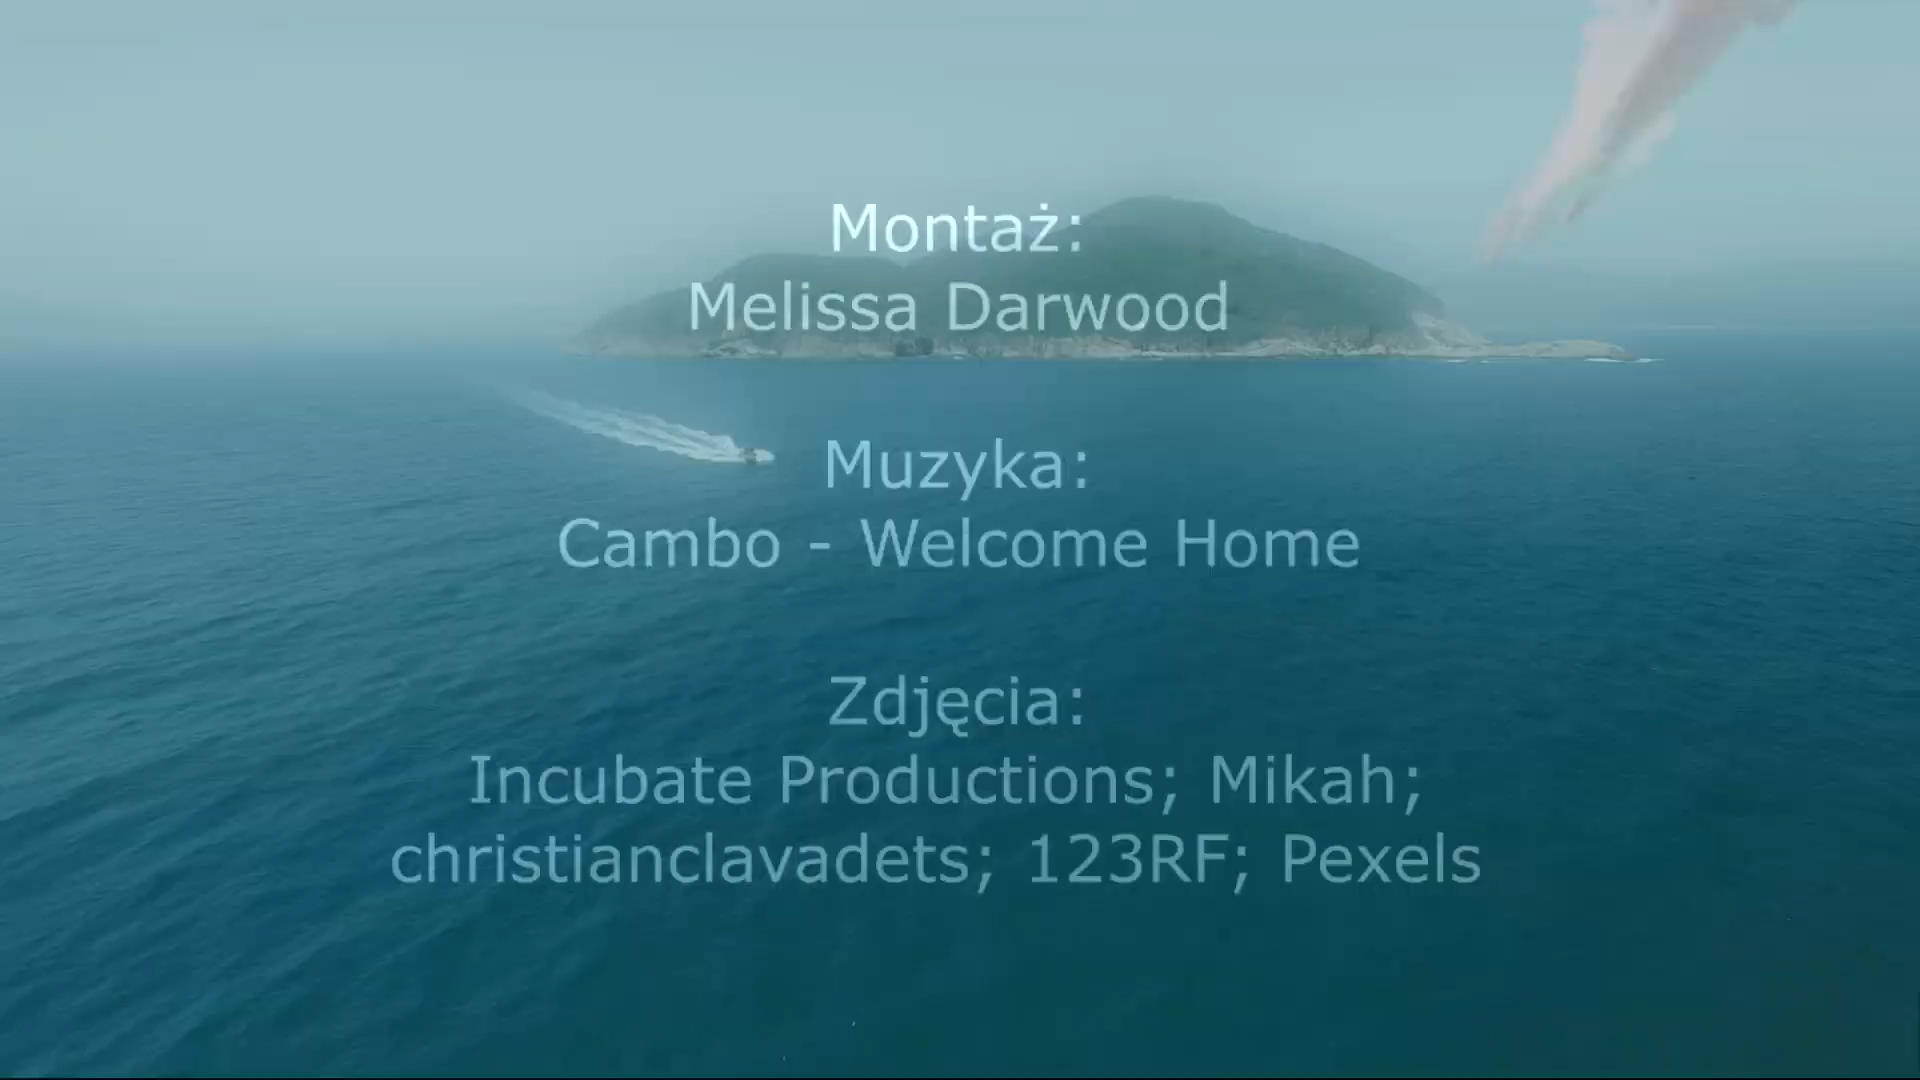 Montaż:
Melissa Darwood
Muzyka:
Cambo - Welcome Home
Zdjęcia:
Incubate Productions; Mikah;
christianclavadets; 123RF; Pexels